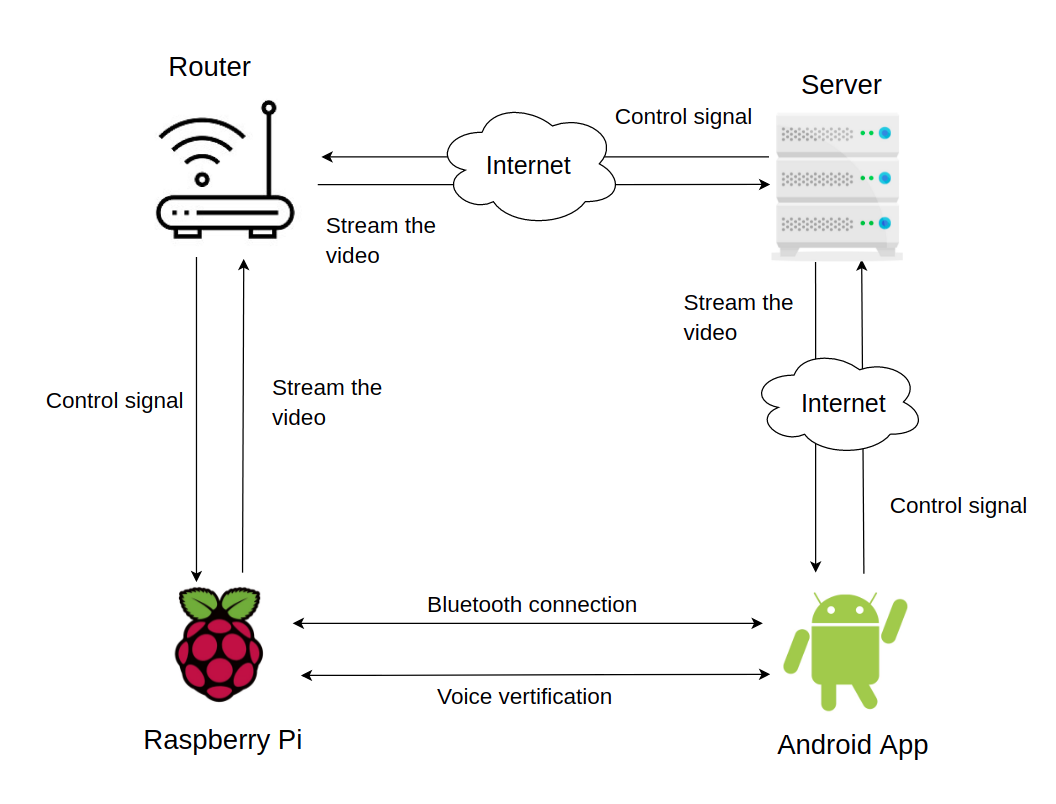 Router
Server
Control signal
Internet
Stream the
video
Stream the
video
Control signal
Stream the
video
Internet
Control signal
Bluetooth connection
Voice vertification
Raspberry Pi
Android App